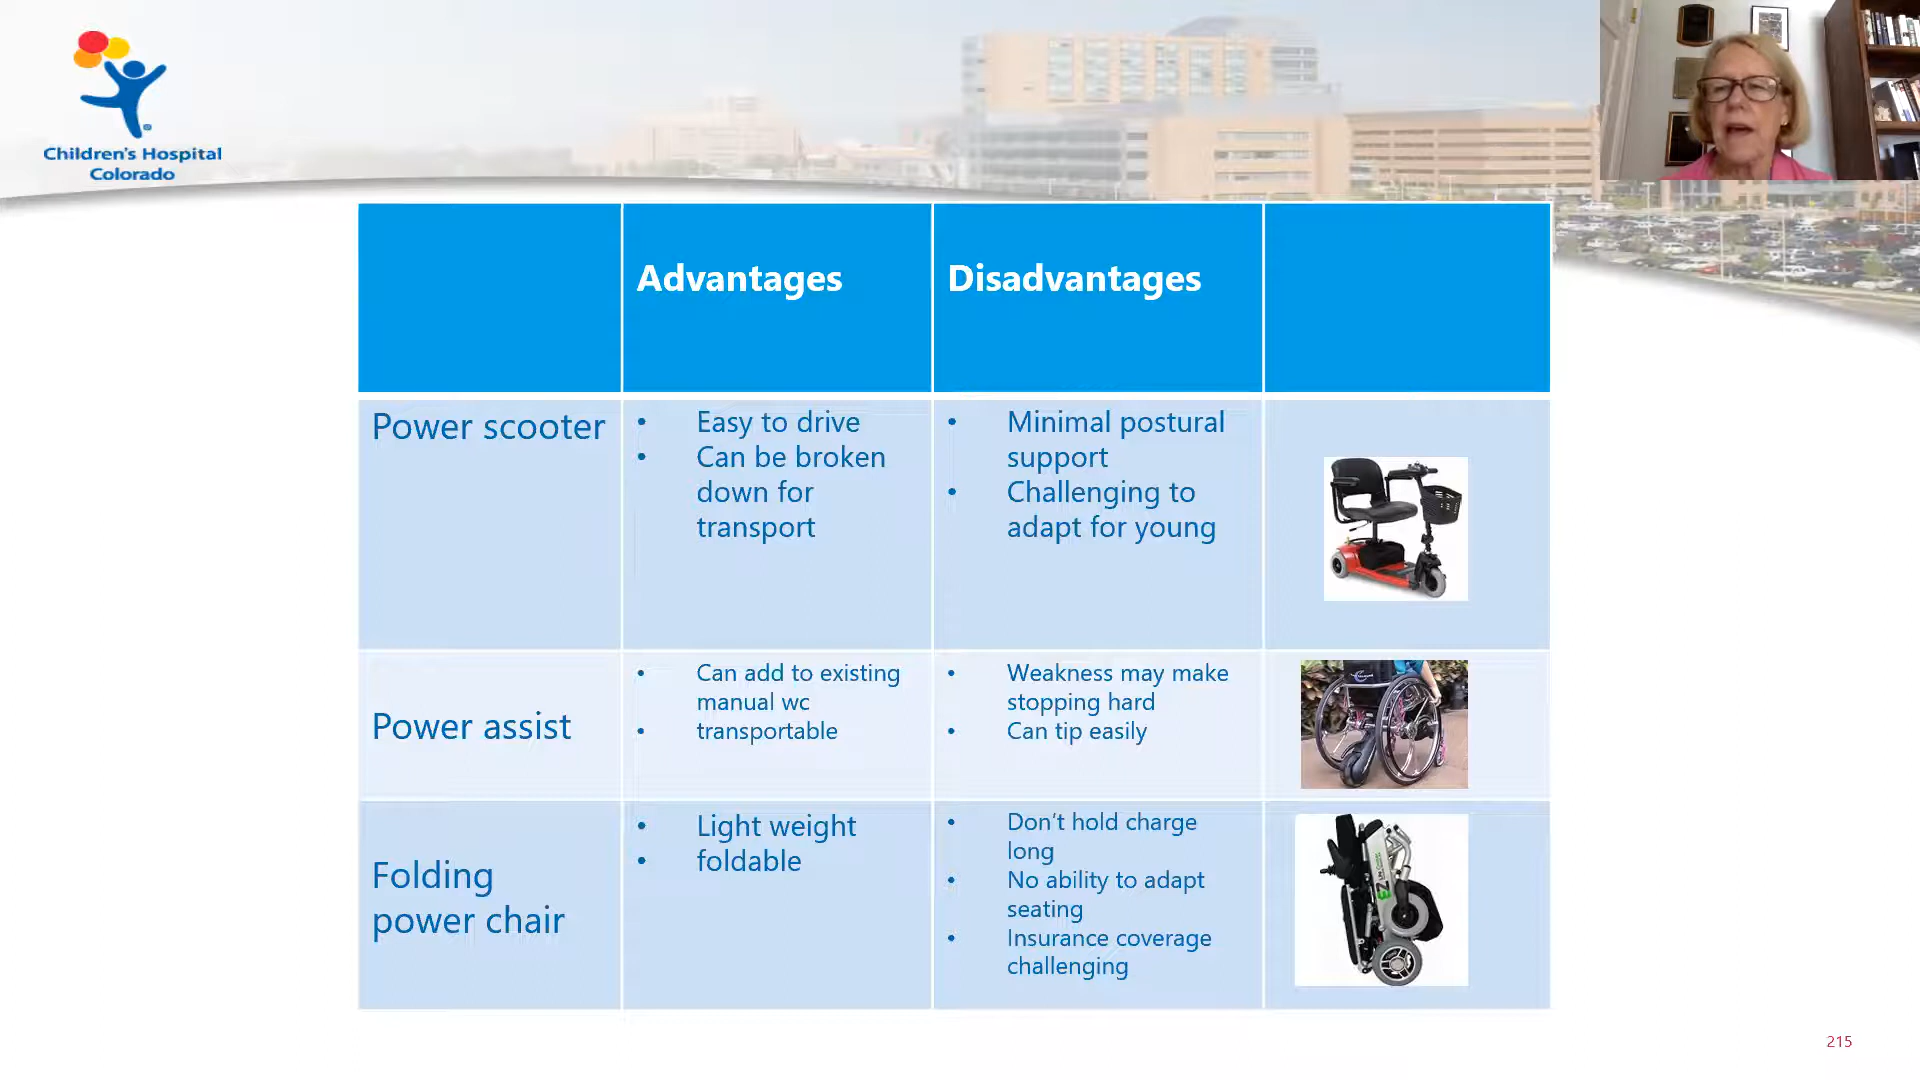 Children's Hospital
Colorado
Advantages
Disadvantages
Power scooter
• Easy to drive
• Can be broken
down for
transport
• Minimal postural
support
• Challenging to
adapt for young
Power assist
• Can add to existing
manual wc
• transportable
• Weakness may make
stopping hard
• Can tip easily
Folding
power chair
• Light weight
• foldable
• Don't hold charge
long
• No ability to adapt
seating
• Insurance coverage
challenging
EZ
215